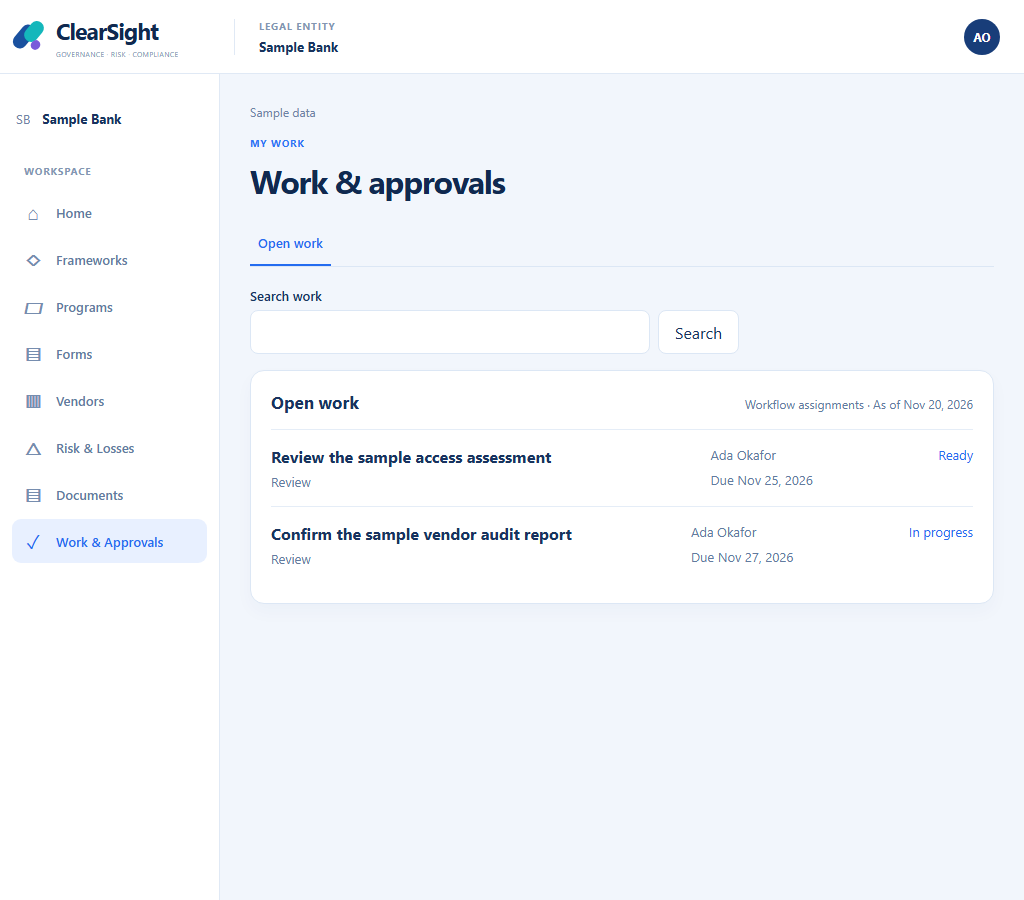 ClearSight
GOVERNANCE · RISK · COMPLIANCE
LEGAL ENTITY
Sample Bank
AO
SB Sample Bank
WORKSPACE
Home
Frameworks
Programs
Forms
Vendors
Risk & Losses
Documents
Work & Approvals
Sample data
MY WORK
Work & approvals
Open work
Search work
Search
Open work
Workflow assignments · As of Nov 20, 2026
Review the sample access assessment
Review
Ada Okafor
Due Nov 25, 2026
Ready
Confirm the sample vendor audit report
Review
Ada Okafor
Due Nov 27, 2026
In progress